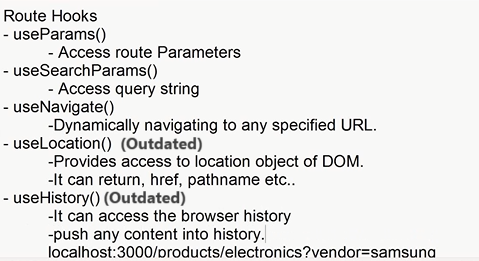 Route Hooks
- useParams()
- Access route Parameters
- useSearchParams()
- Access query string
- useNavigate()
-Dynamically navigating to any specified URL.
- useLocation() (Outdated)
-Provides access to location object of DOM.
-It can return, href, pathname etc..
- useHistory() (Outdated)
-It can access the browser history
-push any content into history.
localhost:3000/products/electronics?vendor=samsung